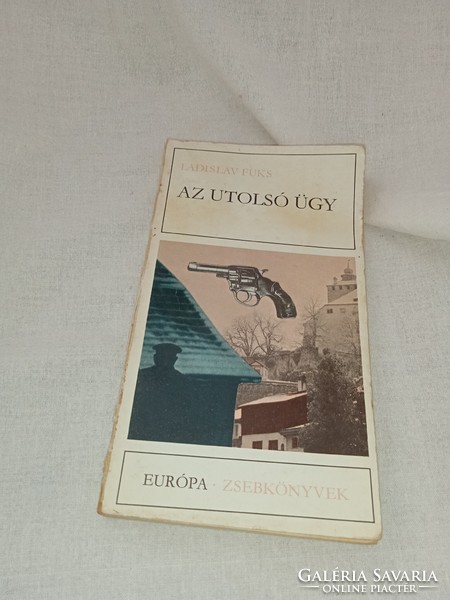 LADISLAV FUKS
AZ UTOLSÓ ÜGY
EURÓPA · ZSEBKÖNYVEK
GALÉRIA SAVARIA
ONLINE PIACTÉR